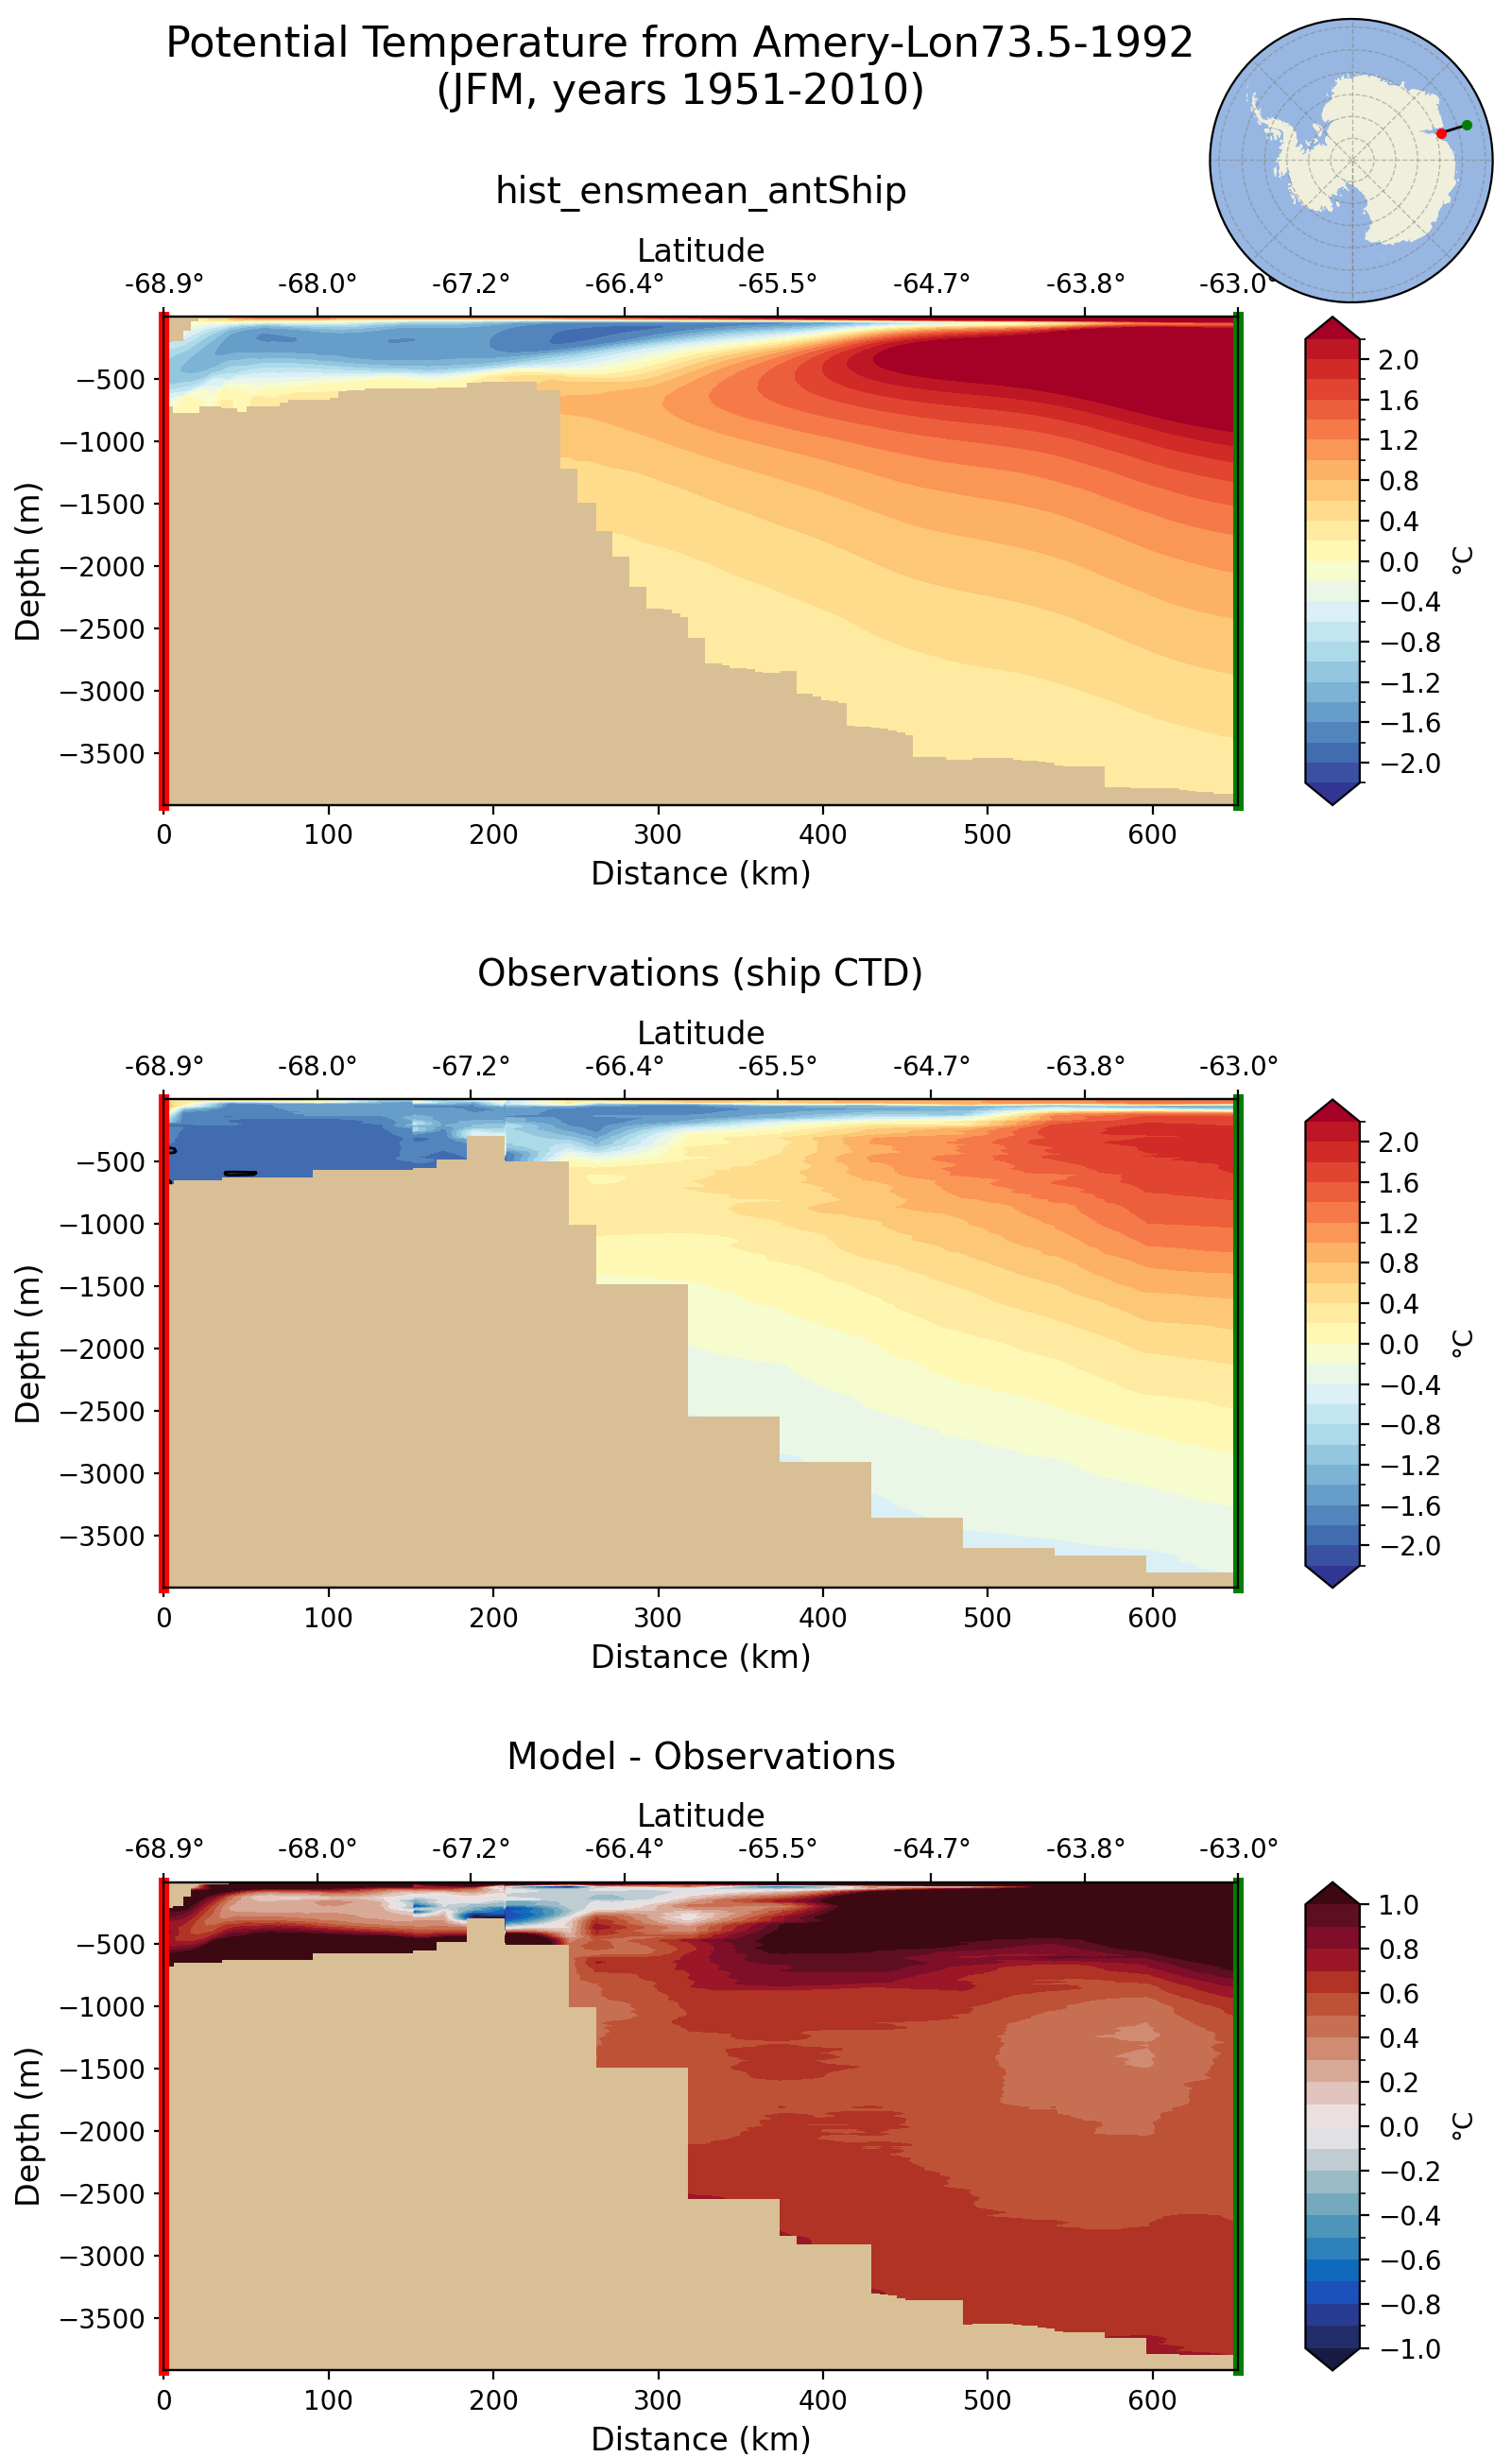 Potential Temperature from Amery-Lon73.5-1992
(JFM, years 1951-2010)
hist_ensmean_antShip
Latitude
-68.9° -68.0° -67.2° -66.4° -65.5° -64.7° -63.8° -63.0°
Depth (m)
−500
−1000
−1500
−2000
−2500
−3000
−3500
0 100 200 300 400 500 600
Distance (km)
2.0
1.6
1.2
0.8
0.4
0.0
−0.4
−0.8
−1.2
−1.6
−2.0
°C
Observations (ship CTD)
Latitude
-68.9° -68.0° -67.2° -66.4° -65.5° -64.7° -63.8° -63.0°
Depth (m)
−500
−1000
−1500
−2000
−2500
−3000
−3500
0 100 200 300 400 500 600
Distance (km)
2.0
1.6
1.2
0.8
0.4
0.0
−0.4
−0.8
−1.2
−1.6
−2.0
°C
Model - Observations
Latitude
-68.9° -68.0° -67.2° -66.4° -65.5° -64.7° -63.8° -63.0°
Depth (m)
−500
−1000
−1500
−2000
−2500
−3000
−3500
0 100 200 300 400 500 600
Distance (km)
1.0
0.8
0.6
0.4
0.2
0.0
−0.2
−0.4
−0.6
−0.8
−1.0
°C